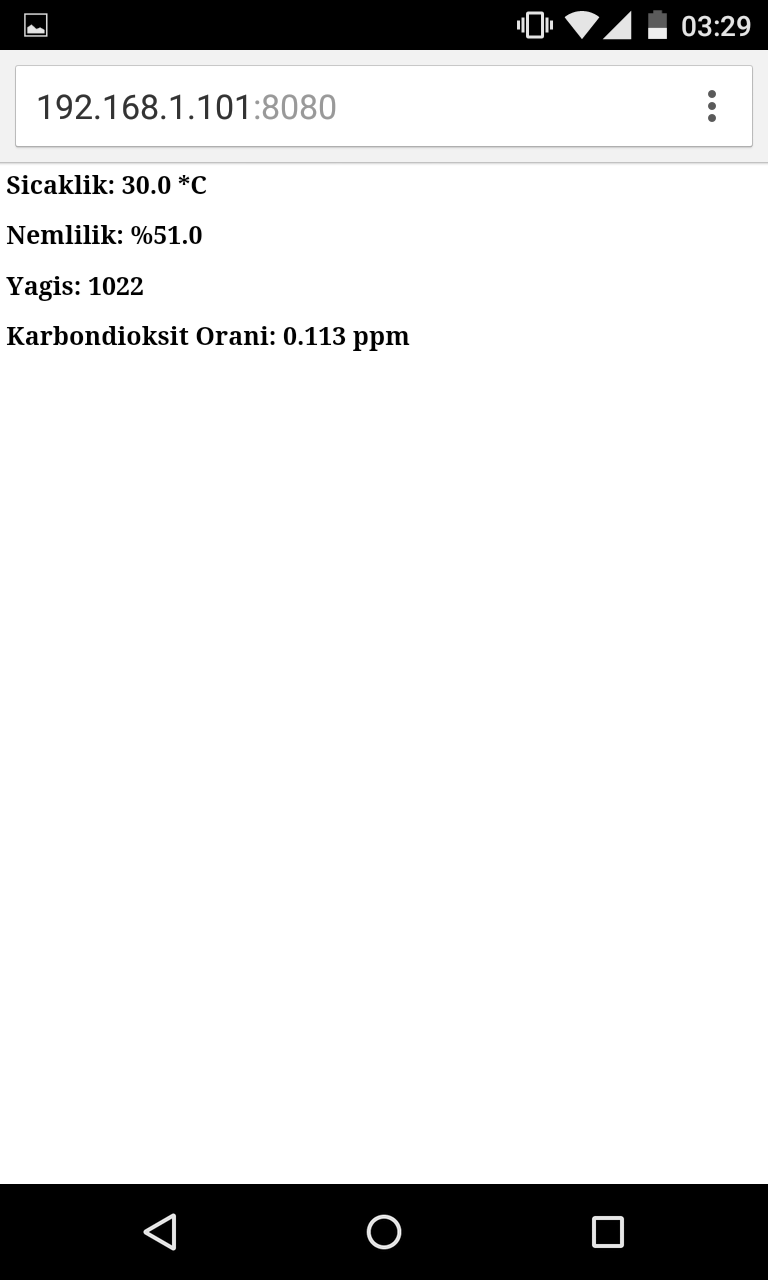 03:29
192.168.1.101:8080
Sicaklik: 30.0 *C
Nemlilik: %51.0
Yagis: 1022
Karbondioksit Orani: 0.113 ppm